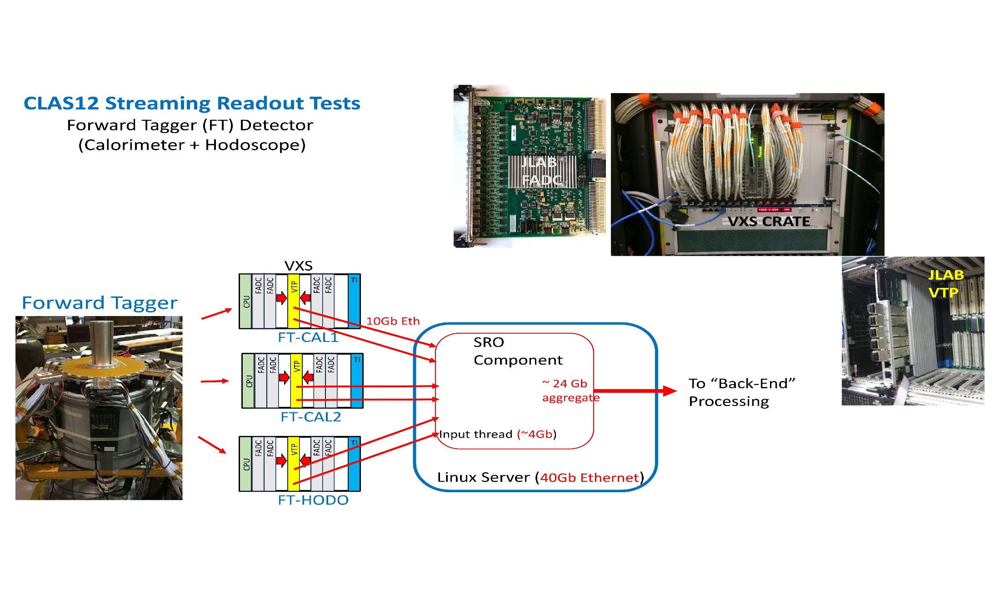 CLAS12 Streaming Readout Tests
Forward Tagger (FT) Detector
(Calorimeter + Hodoscope)
JLAB
FADC
VXS CRATE
JLAB
VTP
Forward Tagger
VXS
CPU
FADC
FADC
VTP
FADC
FADC
TI
FT-CAL1
10Gb Eth
CPU
FADC
FADC
VTP
FADC
FADC
TI
FT-CAL2
CPU
FADC
FADC
VTP
FADC
FADC
TI
FT-HODO
SRO
Component
~ 24 Gb
aggregate
Input thread (~4Gb)
Linux Server (40Gb Ethernet)
To “Back-End”
Processing